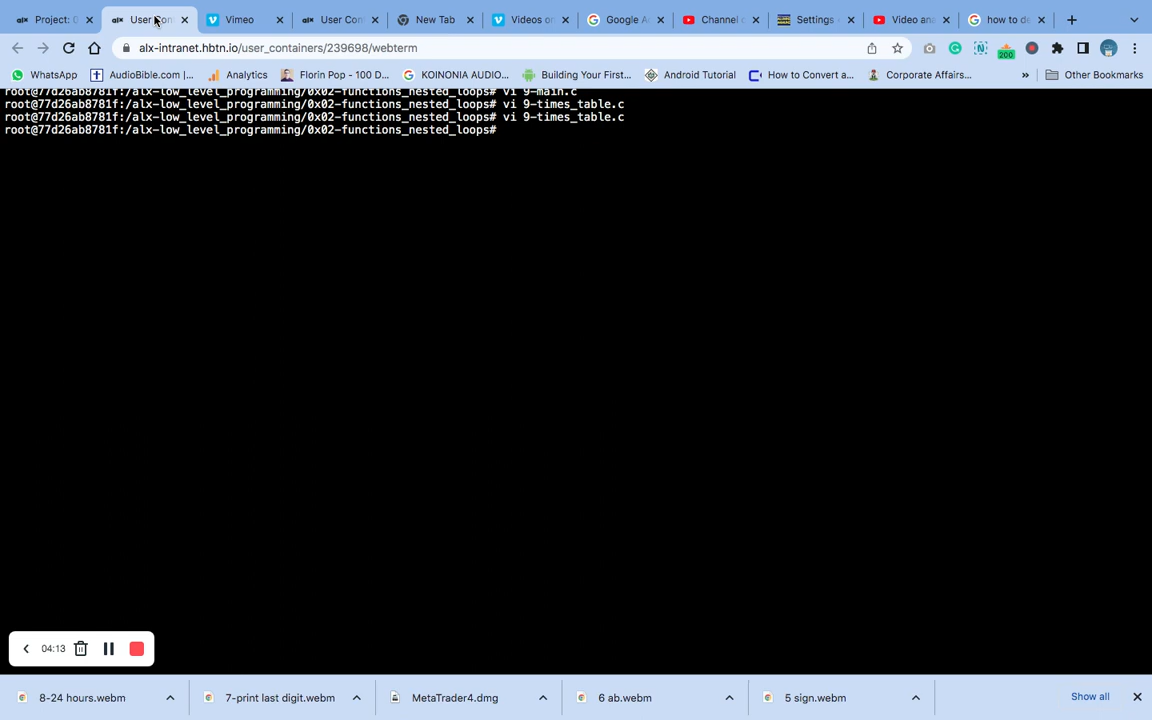 Project: 0
User Con
Vimeo
User Con
New Tab
Videos on
Google A
Channel c
Settings
Video ana
how to de
alx-intranet.hbtn.io/user_containers/239698/webterm
200
WhatsApp
AudioBible.com |...
Analytics
Florin Pop - 100 D...
KOINONIA AUDIO...
Building Your First...
Android Tutorial
How to Convert a...
Corporate Affairs...
»
Other Bookmarks
root@77d26ab8781f:/alx-low_level_programming/0x02-functions_nested_loops# vi 9-main.c
root@77d26ab8781f:/alx-low_level_programming/0x02-functions_nested_loops# vi 9-times_table.c
root@77d26ab8781f:/alx-low_level_programming/0x02-functions_nested_loops# vi 9-times_table.c
root@77d26ab8781f:/alx-low_level_programming/0x02-functions_nested_loops#
04:13
8-24 hours.webm
7-print last digit.webm
MetaTrader4.dmg
6 ab.webm
5 sign.webm
Show all